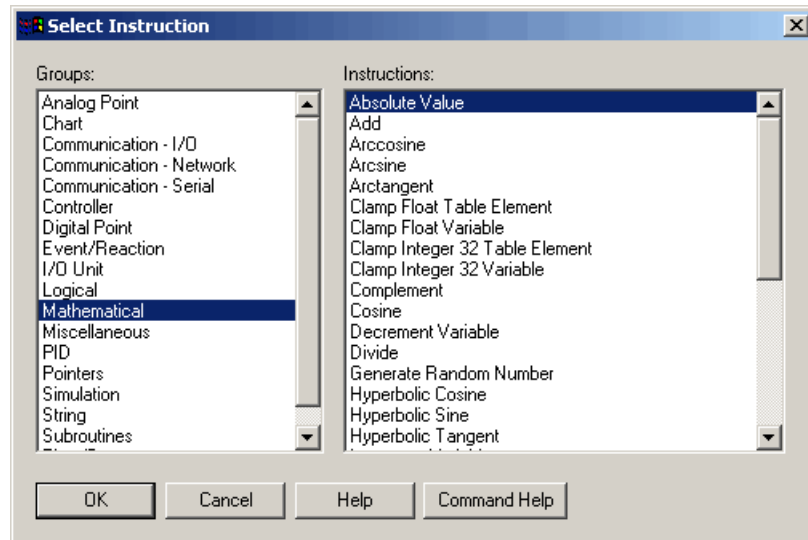 Select Instruction
Groups:
Analog Point
Chart
Communication - I/O
Communication - Network
Communication - Serial
Controller
Digital Point
Event/Reaction
I/O Unit
Logical
Mathematical
Miscellaneous
PID
Pointers
Simulation
String
Subroutines
Instructions:
Absolute Value
Add
Arccosine
Arcsine
Arctangent
Clamp Float Table Element
Clamp Float Variable
Clamp Integer 32 Table Element
Clamp Integer 32 Variable
Complement
Cosine
Decrement Variable
Divide
Generate Random Number
Hyperbolic Cosine
Hyperbolic Sine
Hyperbolic Tangent
OK
Cancel
Help
Command Help